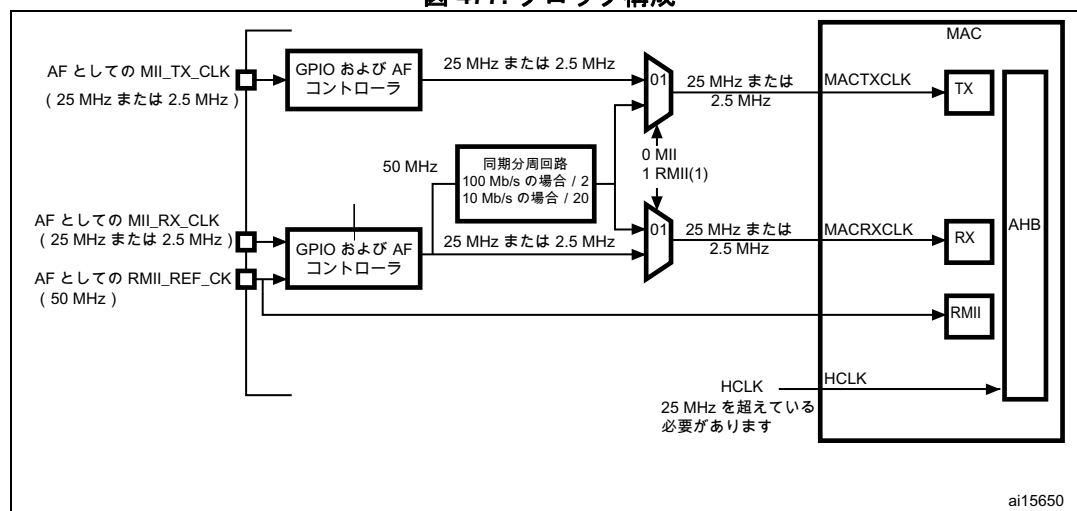 図 477. クロック構成
MAC
AF としての MII_TX_CLK
( 25 MHz または 2.5 MHz )
GPIO および AF
コントローラ
25 MHz または 2.5 MHz
01
25 MHz または
2.5 MHz
MACTXCLK
TX
50 MHz
同期分周回路
100 Mb/s の場合 / 2
10 Mb/s の場合 / 20
0 MII
1 RMII(1)
AF としての MII_RX_CLK
( 25 MHz または 2.5 MHz )
AF としての RMII_REF_CK
( 50 MHz )
GPIO および AF
コントローラ
25 MHz または 2.5 MHz
01
25 MHz または
2.5 MHz
MACRXCLK
RX
AHB
RMII
HCLK
HCLK
25 MHz を超えている
必要があります
ai15650